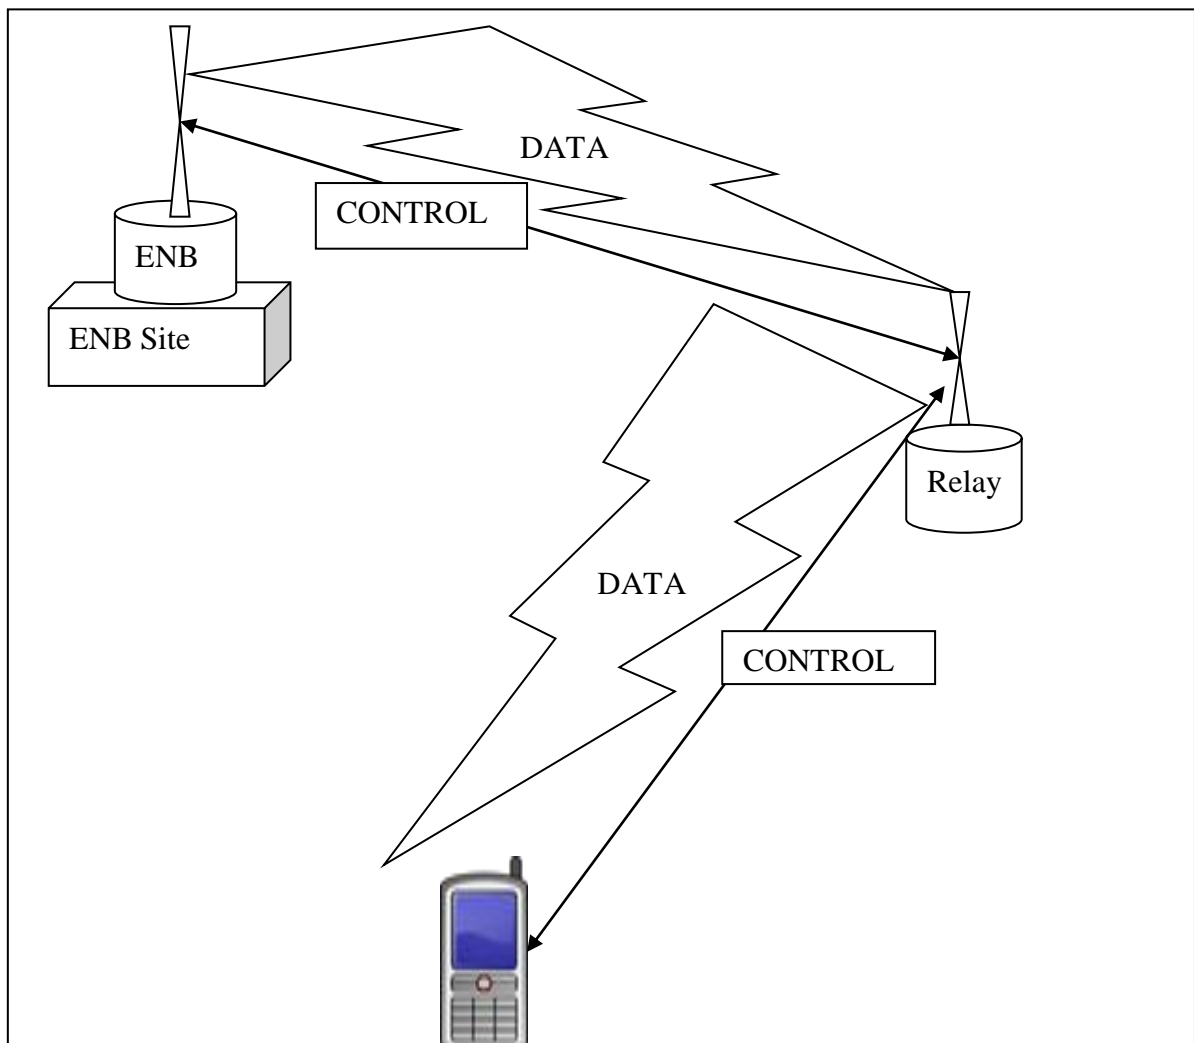 DATA
CONTROL
ENB
ENB Site
Relay
DATA
CONTROL